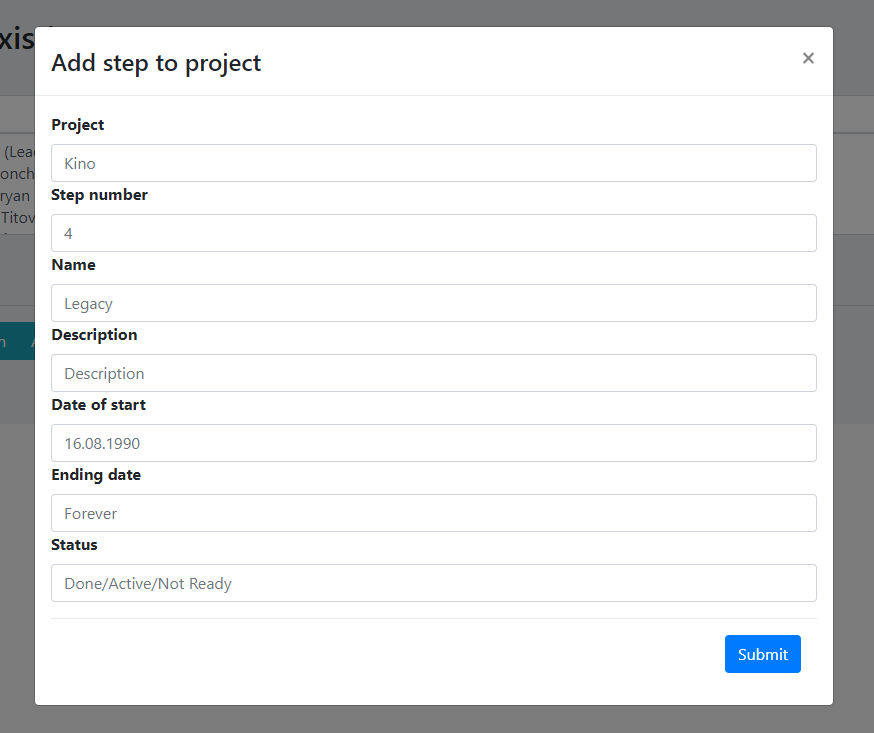 Add step to project
×
Project
Kino
Step number
4
Name
Legacy
Description
Description
Date of start
16.08.1990
Ending date
Forever
Status
Done/Active/Not Ready
Submit
(Lea
onch
ryan
Titov